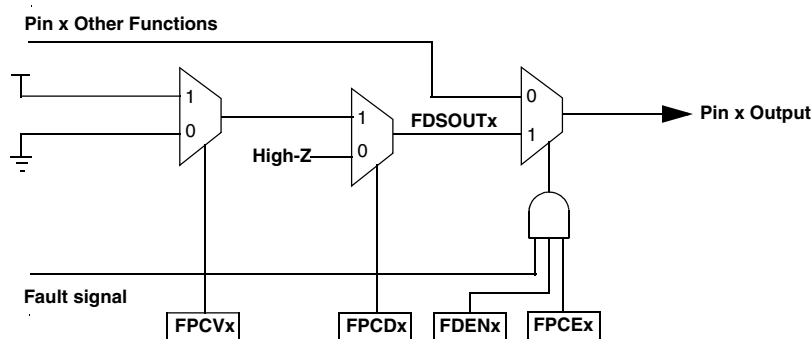 Pin x Other Functions
1
0
1
0
High-Z
FDSOUTx
0
1
Pin x Output
Fault signal
FPCVx
FPCDx
FDENx
FPCEx